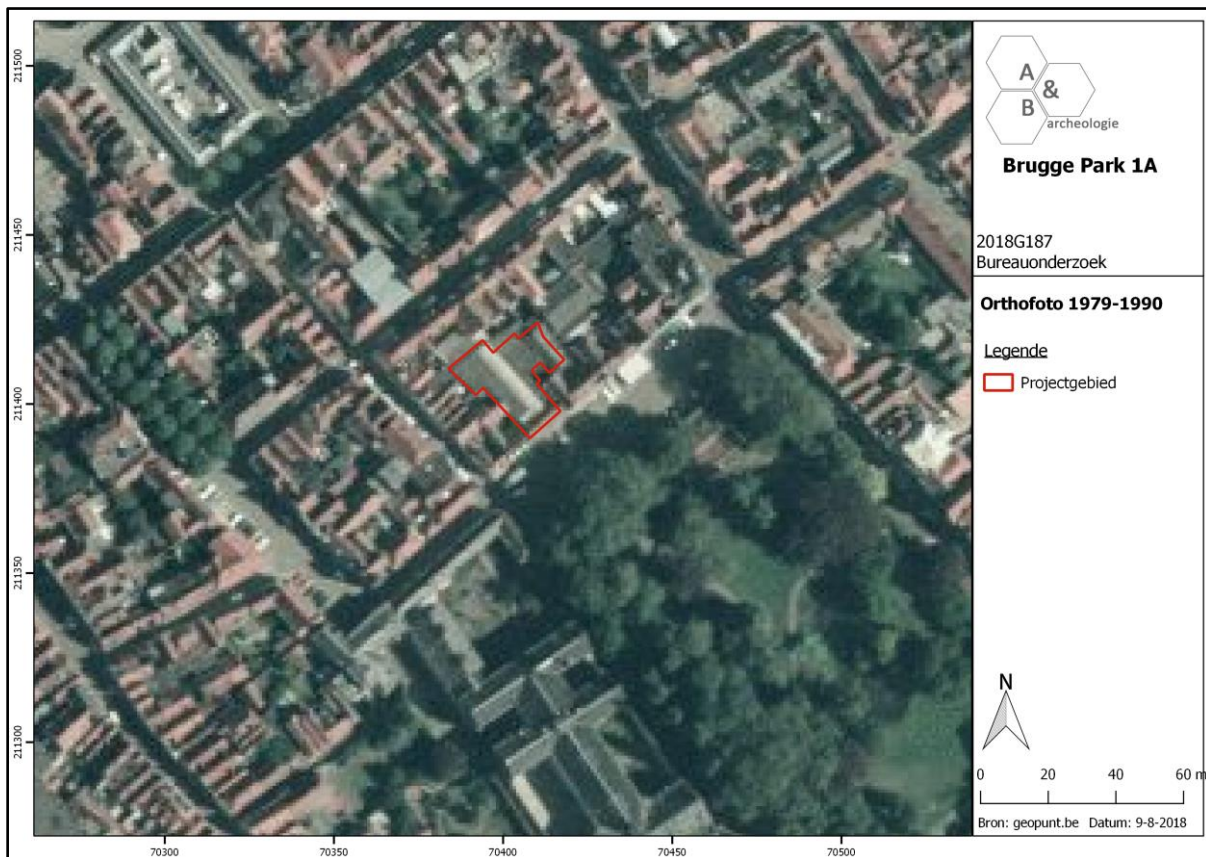 A
&
B
archeologie
Brugge Park 1A
2018G187
Bureauonderzoek
Orthofoto 1979-1990
Legende
Projectgebied
N
0 20 40 60 m
Bron: geopunt.be Datum: 9-8-2018
211500
211450
211400
211350
211300
70300 70350 70400 70450 70500